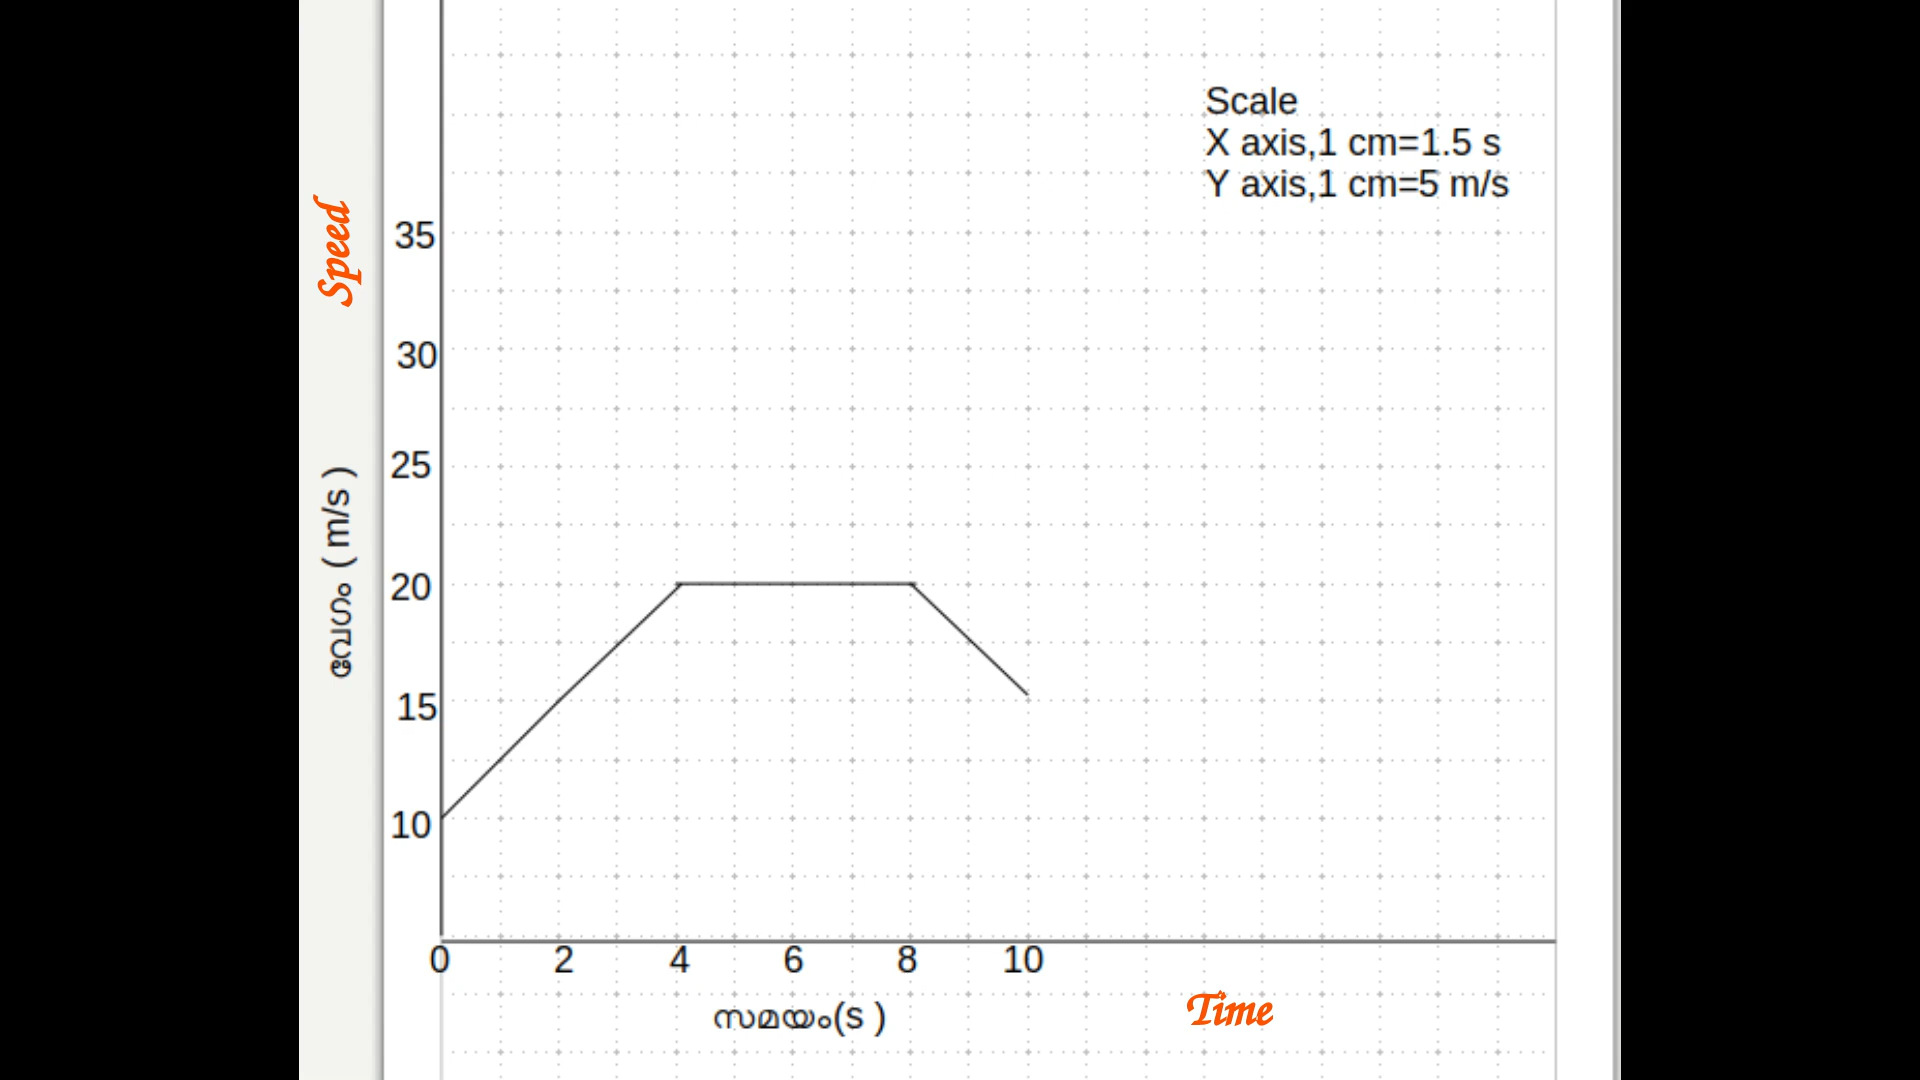 Scale
X axis,1 cm=1.5 s
Y axis,1 cm=5 m/s
Speed
വേഗം ( m/s )
35
30
25
20
15
10
0 2 4 6 8 10
സമയം(s )
Time